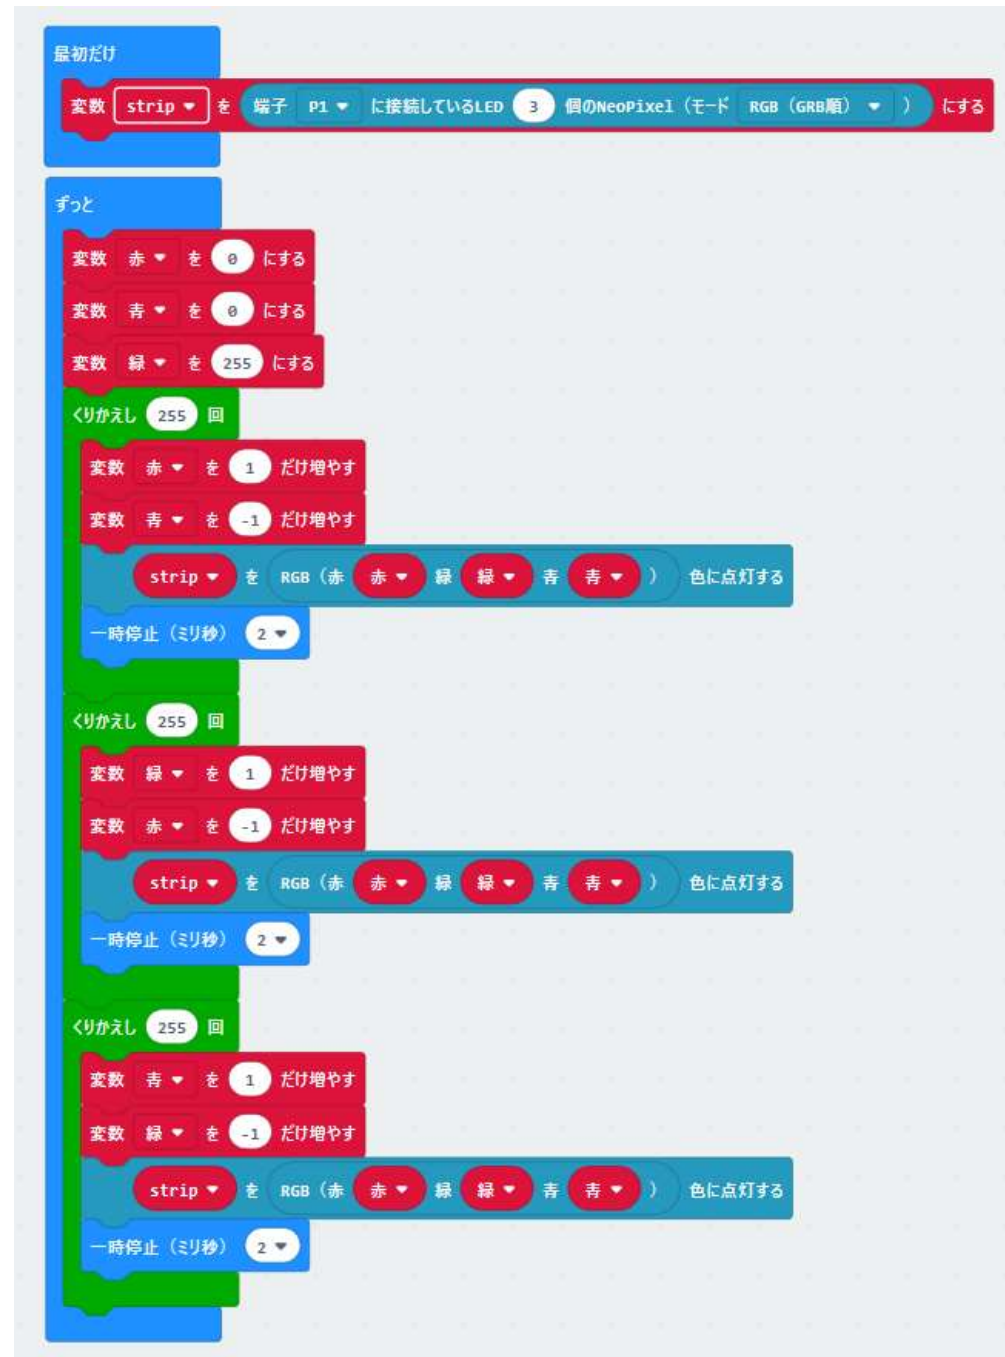 最初だけ
変数 strip を 端子 P1 に接続しているLED 3 個のNeoPixel (モード RGB (GRB順) ) にする
ずっと
変数 赤 を 0 にする
変数 青 を 0 にする
変数 緑 を 255 にする
くりかえし 255 回
変数 赤 を 1 だけ増やす
変数 青 を -1 だけ増やす
strip を RGB (赤 赤 緑 緑 青 青 ) 色に点灯する
一時停止 (ミリ秒) 2
くりかえし 255 回
変数 緑 を 1 だけ増やす
変数 赤 を -1 だけ増やす
strip を RGB (赤 赤 緑 緑 青 青 ) 色に点灯する
一時停止 (ミリ秒) 2
くりかえし 255 回
変数 青 を 1 だけ増やす
変数 緑 を -1 だけ増やす
strip を RGB (赤 赤 緑 緑 青 青 ) 色に点灯する
一時停止 (ミリ秒) 2